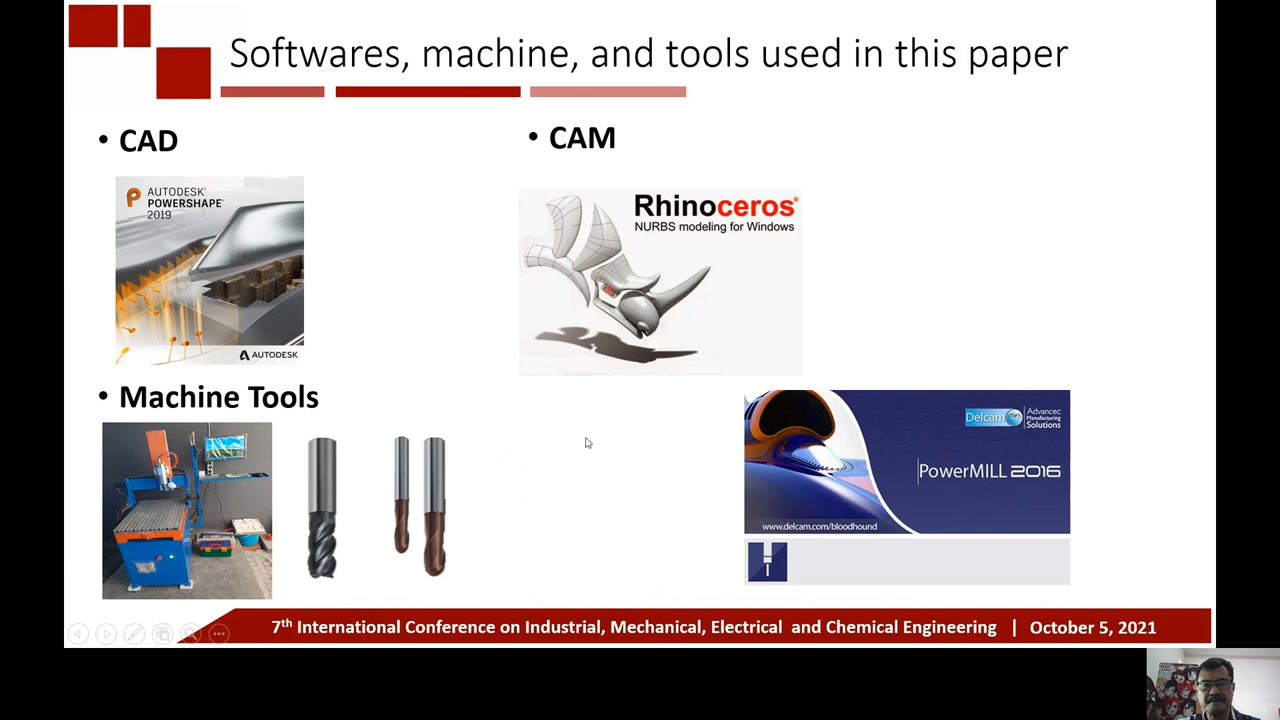 Softwares, machine, and tools used in this paper
• CAD
AUTODESK®
POWERSHAPE®
2019
AUTODESK.
• CAM
Rhinoceros®
NURBS modeling for Windows
• Machine Tools
Delcam
Advanced
Manufacturing
Solutions
PowerMILL 2016
www.delcam.com/bloodhound
7th International Conference on Industrial, Mechanical, Electrical and Chemical Engineering | October 5, 2021